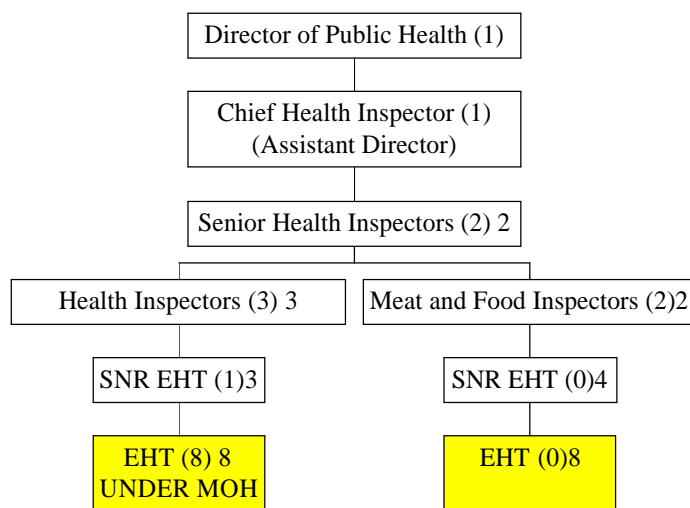 Director of Public Health (1)
Chief Health Inspector (1)
(Assistant Director)
Senior Health Inspectors (2) 2
Health Inspectors (3) 3
Meat and Food Inspectors (2)2
SNR EHT (1)3
SNR EHT (0)4
EHT (8) 8
UNDER MOH
EHT (0)8